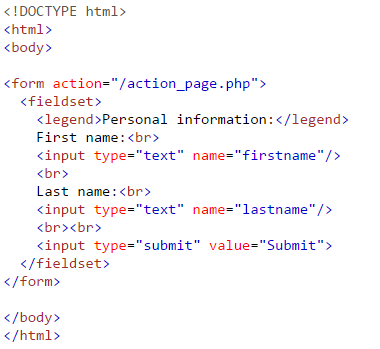 <!DOCTYPE html>
<html>
<body>

<form action="/action_page.php">
  <fieldset>
    <legend>Personal information:</legend>
    First name:<br>
    <input type="text" name="firstname"/>
    <br>
    Last name:<br>
    <input type="text" name="lastname"/>
    <br><br>
    <input type="submit" value="Submit">
  </fieldset>
</form>

</body>
</html>